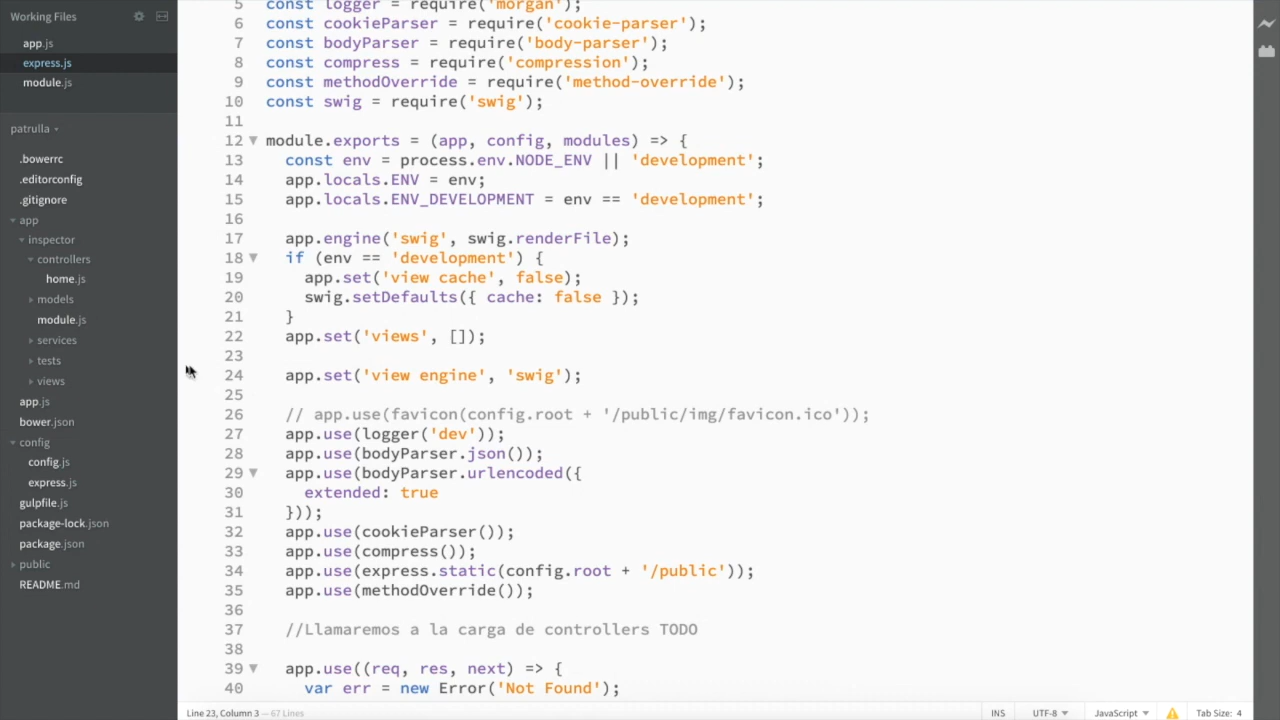 Working Files
app.js
express.js
module.js
patrulla
.bowerrc
.editorconfig
.gitignore
app
inspector
controllers
home.js
models
module.js
services
tests
views
app.js
bower.json
config
config.js
express.js
gulpfile.js
package-lock.json
package.json
public
README.md
5 const logger = require('morgan');
6 const cookieParser = require('cookie-parser');
7 const bodyParser = require('body-parser');
8 const compress = require('compression');
9 const methodOverride = require('method-override');
10 const swig = require('swig');
11
12 module.exports = (app, config, modules) => {
13 const env = process.env.NODE_ENV || 'development';
14 app.locals.ENV = env;
15 app.locals.ENV_DEVELOPMENT = env == 'development';
16
17 app.engine('swig', swig.renderFile);
18 if (env == 'development') {
19 app.set('view cache', false);
20 swig.setDefaults({ cache: false });
21 }
22 app.set('views', []);
23
24 app.set('view engine', 'swig');
25
26 // app.use(favicon(config.root + '/public/img/favicon.ico'));
27 app.use(logger('dev'));
28 app.use(bodyParser.json());
29 app.use(bodyParser.urlencoded({
30 extended: true
31 }));
32 app.use(cookieParser());
33 app.use(compress());
34 app.use(express.static(config.root + '/public'));
35 app.use(methodOverride());
36
37 //Llamaremos a la carga de controllers TODO
38
39 app.use((req, res, next) => {
40 var err = new Error('Not Found');
Line 23, Column 3 — 67 Lines
INS UTF-8 JavaScript Tab Size: 4